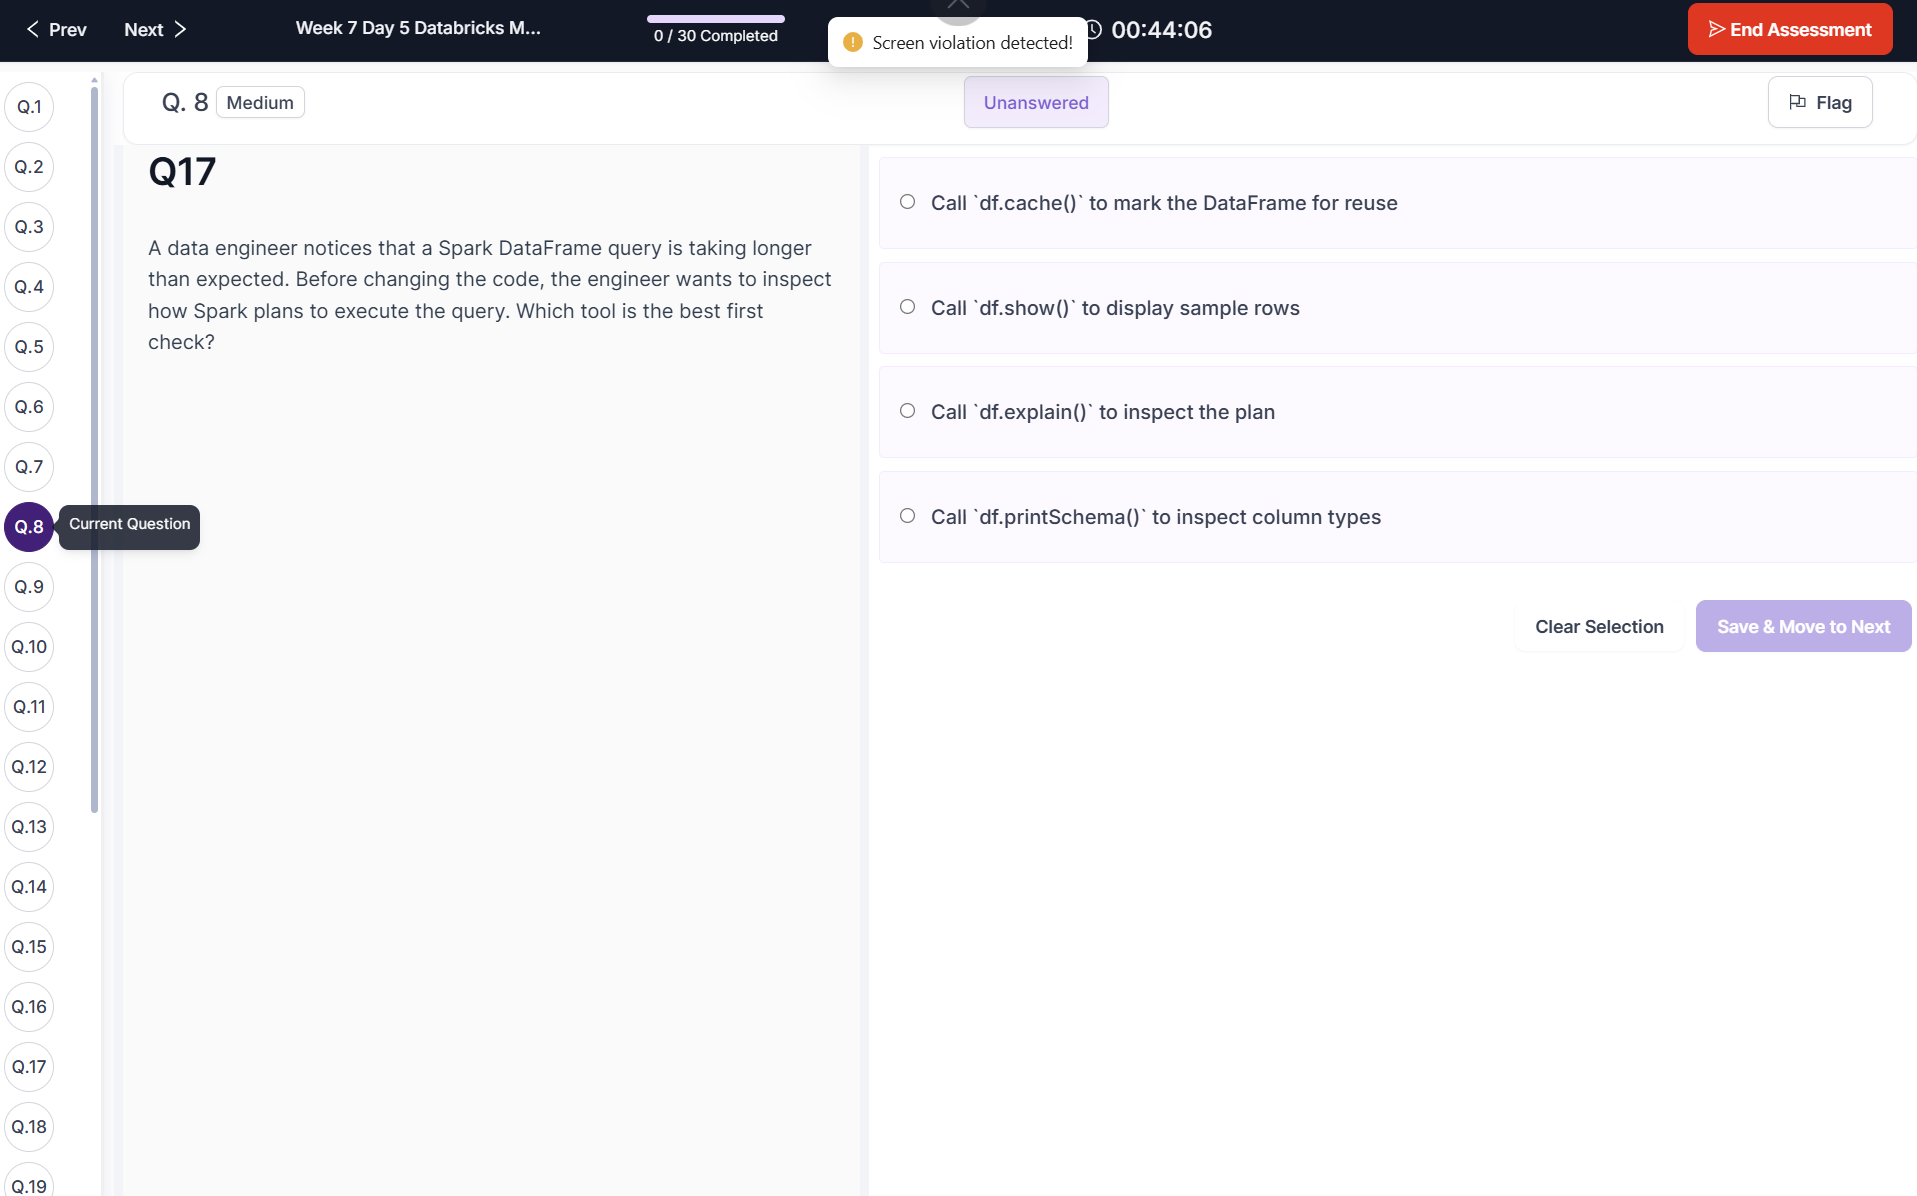 Prev
Next
Week 7 Day 5 Databricks M...
0 / 30 Completed
Screen violation detected!
00:44:06
End Assessment
Q.1
Q.2
Q.3
Q.4
Q.5
Q.6
Q.7
Q.8
Current Question
Q.9
Q.10
Q.11
Q.12
Q.13
Q.14
Q.15
Q.16
Q.17
Q.18
Q.19
Q. 8
Medium
Unanswered
Flag
Q17
A data engineer notices that a Spark DataFrame query is taking longer
than expected. Before changing the code, the engineer wants to inspect
how Spark plans to execute the query. Which tool is the best first
check?
Call `df.cache()` to mark the DataFrame for reuse
Call `df.show()` to display sample rows
Call `df.explain()` to inspect the plan
Call `df.printSchema()` to inspect column types
Clear Selection
Save & Move to Next